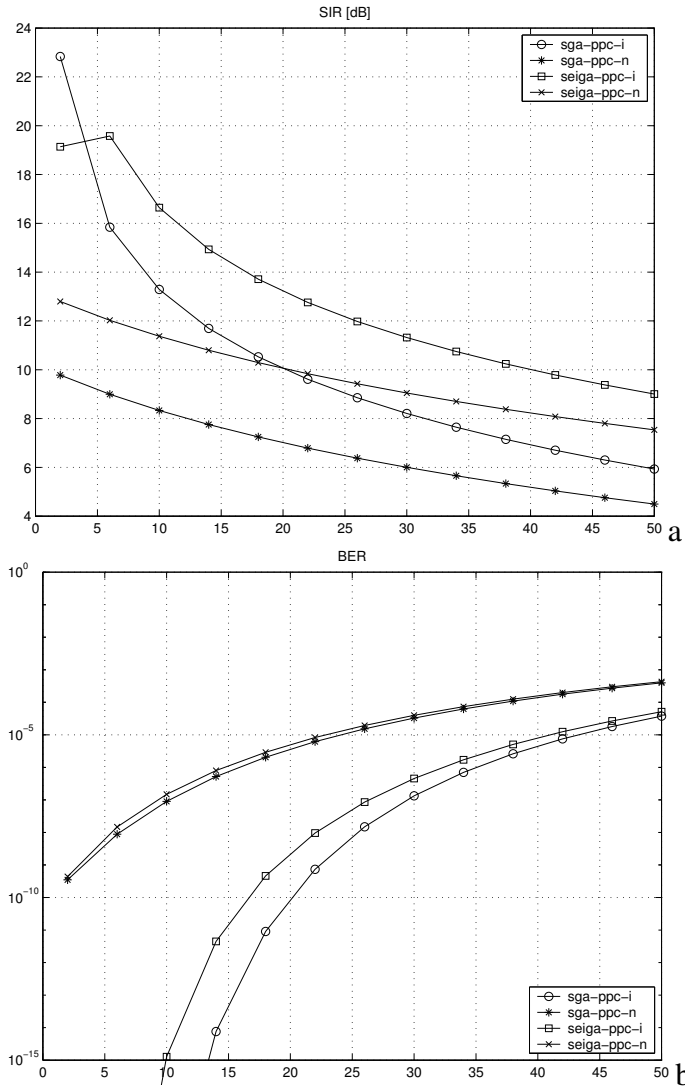 SIR [dB]
24
22
20
18
16
14
12
10
8
6
4
sga-ppc-i
sga-ppc-n
seiga-ppc-i
seiga-ppc-n
0 5 10 15 20 25 30 35 40 45 50
a
BER
10^0
10^-5
10^-10
10^-15
sga-ppc-i
sga-ppc-n
seiga-ppc-i
seiga-ppc-n
0 5 10 15 20 25 30 35 40 45 50
b